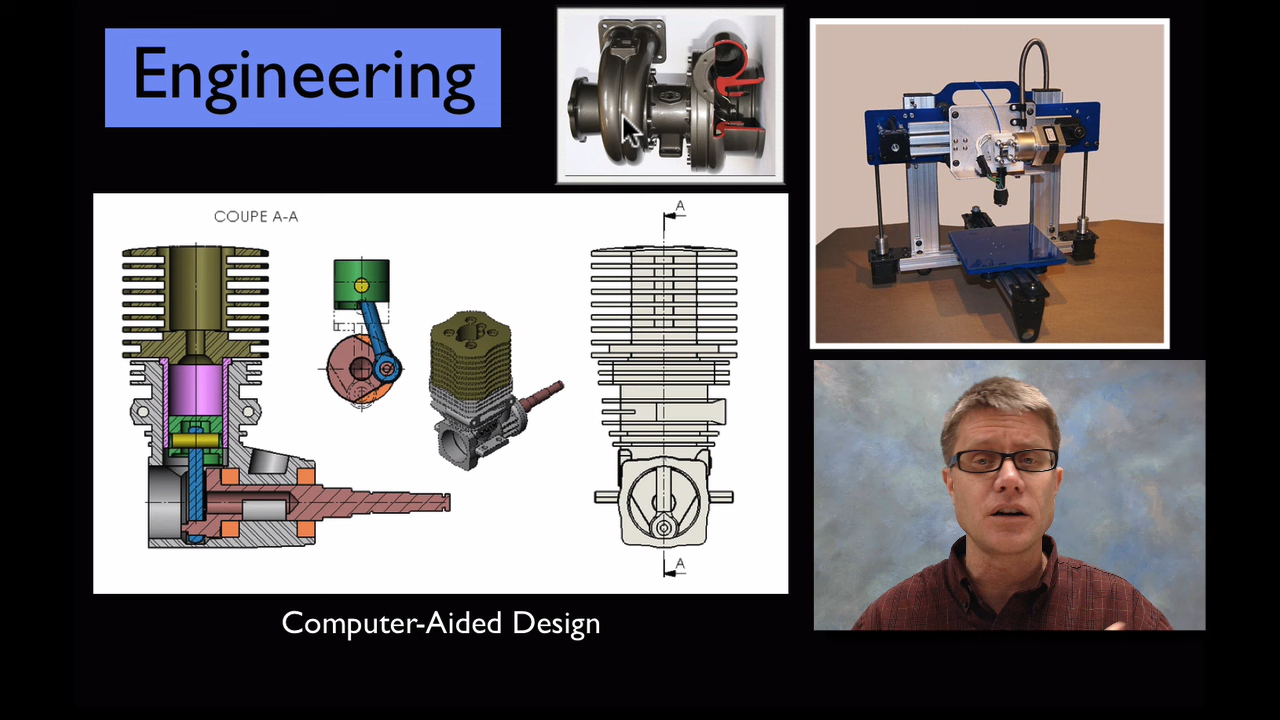 Engineering
COUPE A-A
A
A
Computer-Aided Design